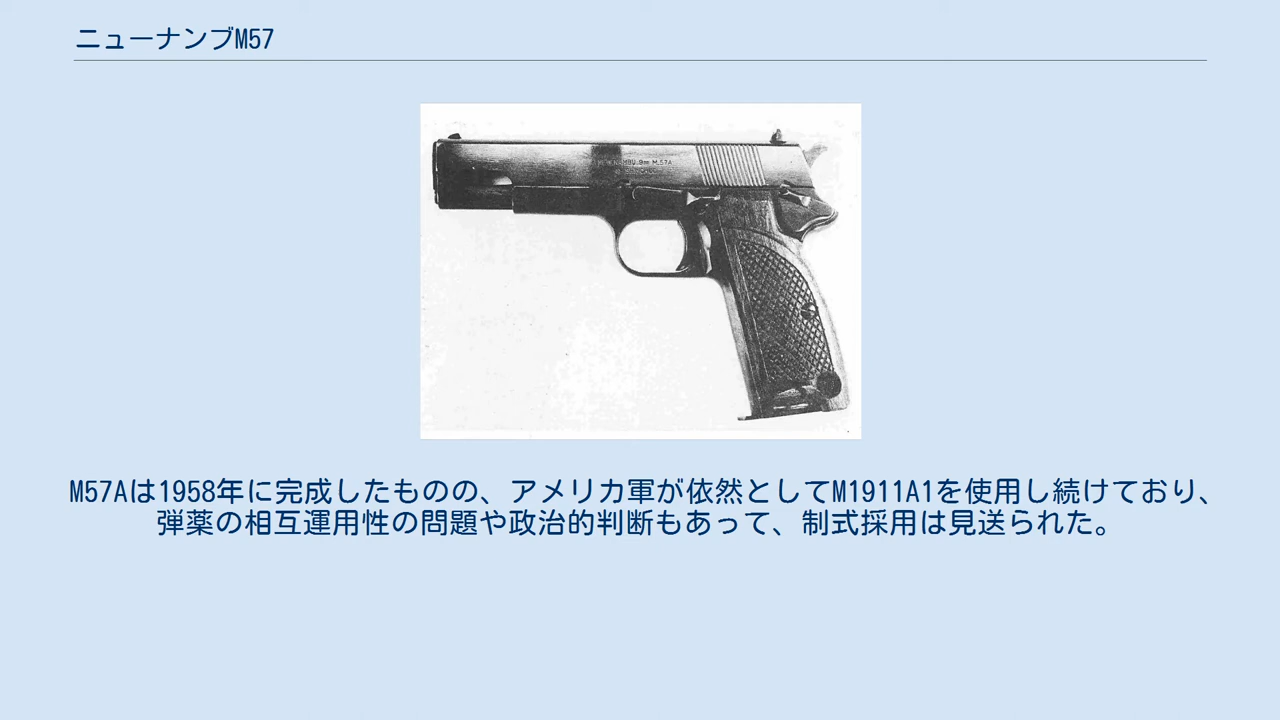 ニューナンブM57
M57Aは1958年に完成したものの、アメリカ軍が依然としてM1911A1を使用し続けており、
弾薬の相互運用性の問題や政治的判断もあって、制式採用は見送られた。